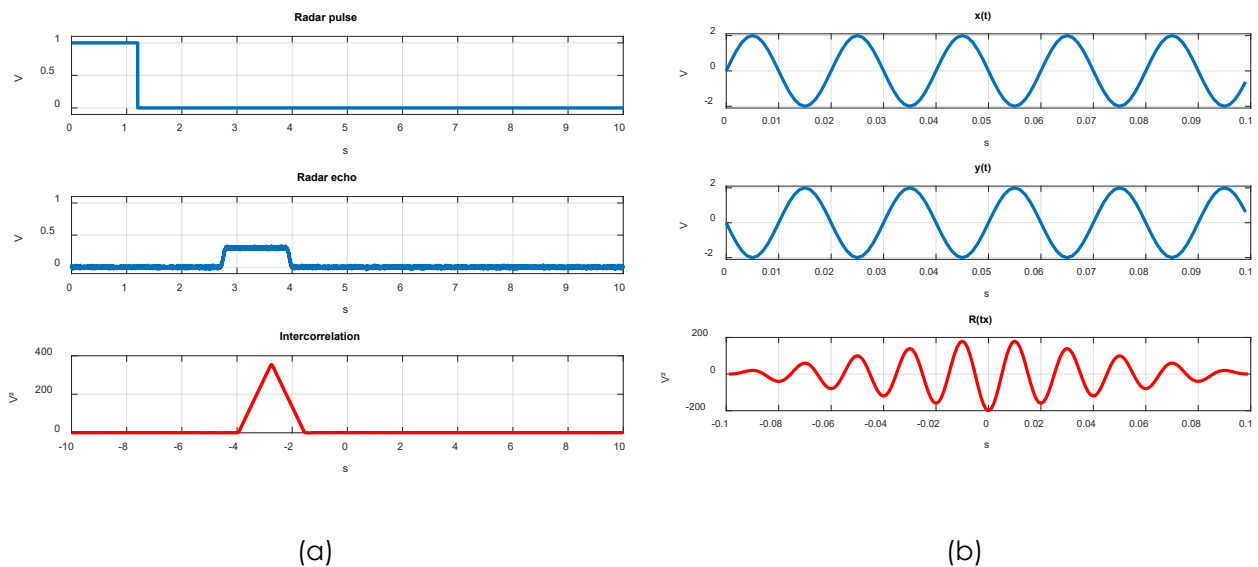 Radar pulse
1
0.5
0
V
0 1 2 3 4 5 6 7 8 9 10
s
Radar echo
1
0.5
0
V
0 1 2 3 4 5 6 7 8 9 10
s
Intercorrelation
400
200
0
V²
-10 -8 -6 -4 -2 0 2 4 6 8 10
s
(a)
x(t)
2
0
-2
V
0 0.01 0.02 0.03 0.04 0.05 0.06 0.07 0.08 0.09 0.1
s
y(t)
2
0
-2
V
0 0.01 0.02 0.03 0.04 0.05 0.06 0.07 0.08 0.09 0.1
s
R(tx)
200
0
-200
V²
-0.1 -0.08 -0.06 -0.04 -0.02 0 0.02 0.04 0.06 0.08 0.1
s
(b)